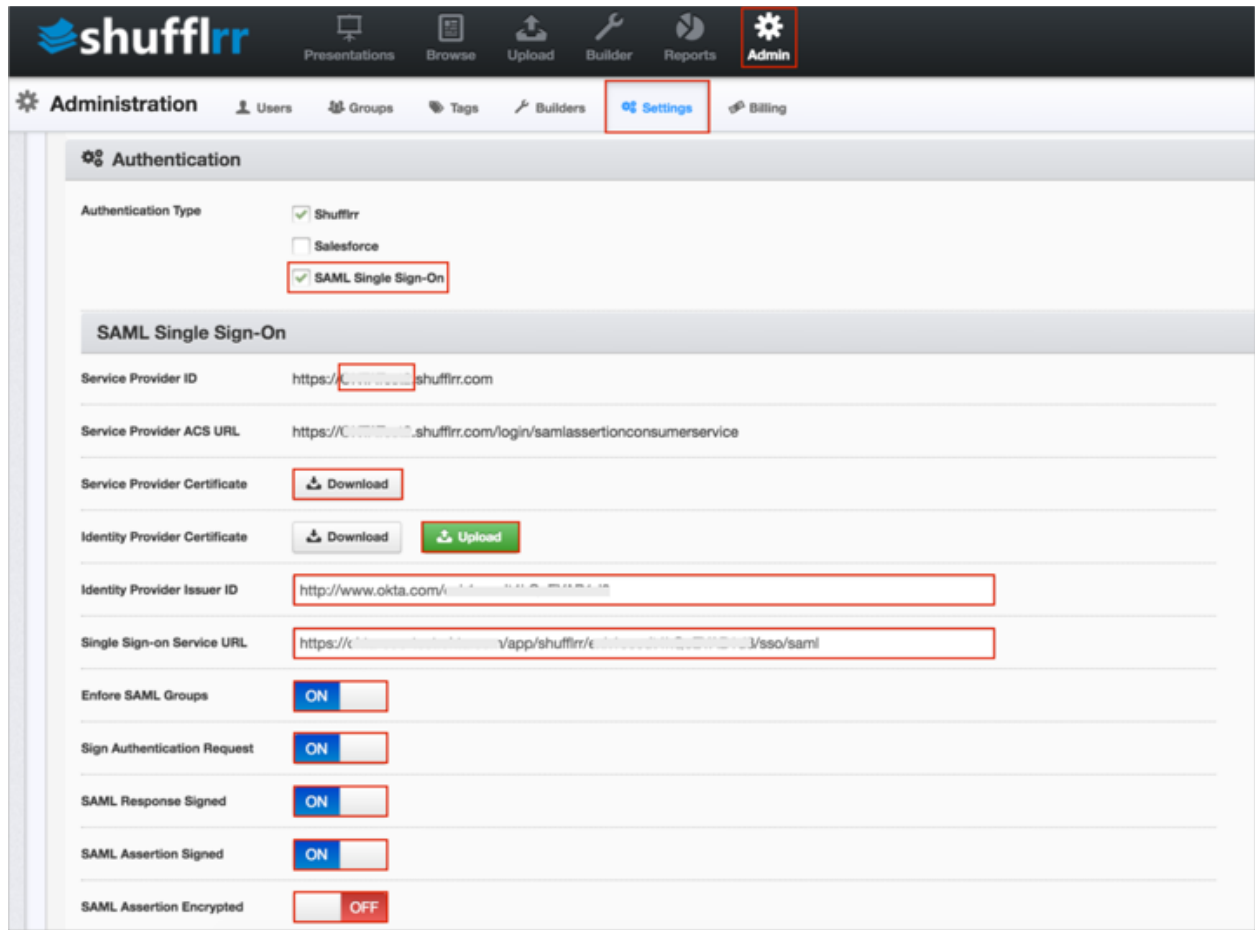 shufflrr
Presentations Browse Upload Builder Reports Admin
Administration Users Groups Tags Builders Settings Billing
Authentication
Authentication Type Shufflrr
Salesforce
SAML Single Sign-On
SAML Single Sign-On
Service Provider ID https:// .shufflrr.com
Service Provider ACS URL https:// .shufflrr.com/login/samlassertionconsumerservice
Service Provider Certificate Download
Identity Provider Certificate Download Upload
Identity Provider Issuer ID http://www.okta.com/
Single Sign-on Service URL https:// /app/shufflrr/ /sso/saml
Enfore SAML Groups ON
Sign Authentication Request ON
SAML Response Signed ON
SAML Assertion Signed ON
SAML Assertion Encrypted OFF